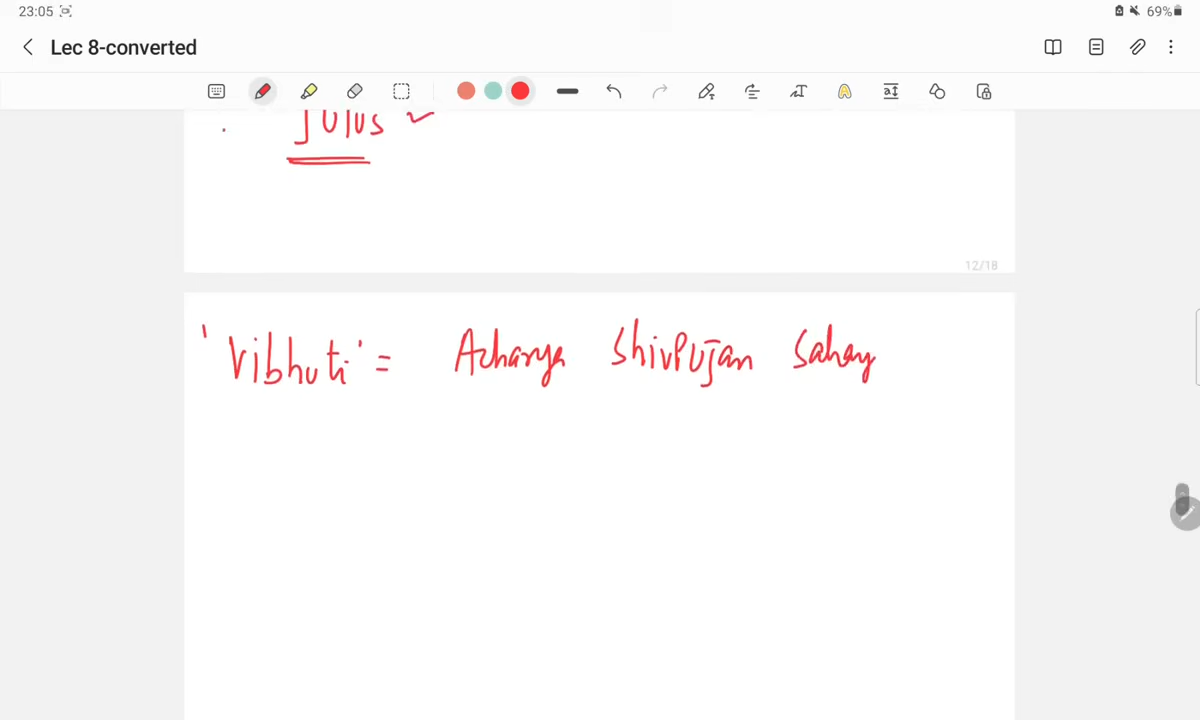 23:05
69%
Lec 8-converted
Julus
12/18
'Vibhuti' = Acharya ShivPujan Sahay